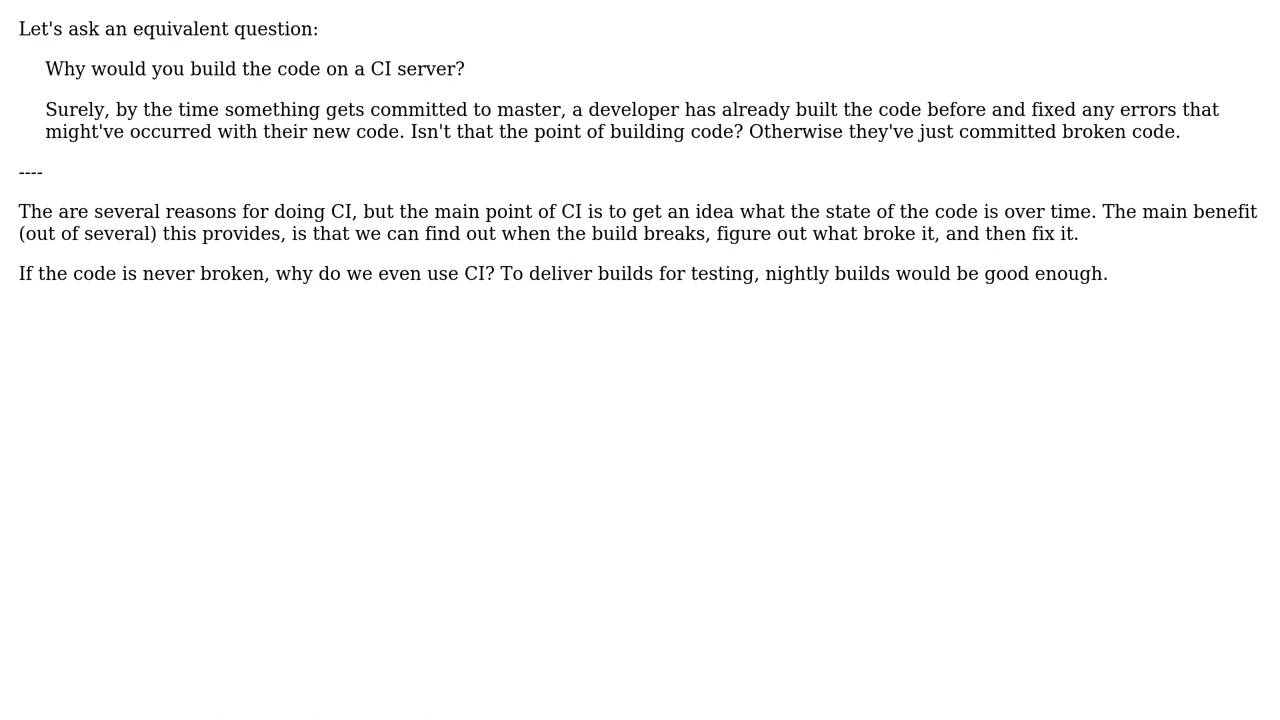 Let's ask an equivalent question:
Why would you build the code on a CI server?
Surely, by the time something gets committed to master, a developer has already built the code before and fixed any errors that
might've occurred with their new code. Isn't that the point of building code? Otherwise they've just committed broken code.
----
The are several reasons for doing CI, but the main point of CI is to get an idea what the state of the code is over time. The main benefit
(out of several) this provides, is that we can find out when the build breaks, figure out what broke it, and then fix it.
If the code is never broken, why do we even use CI? To deliver builds for testing, nightly builds would be good enough.